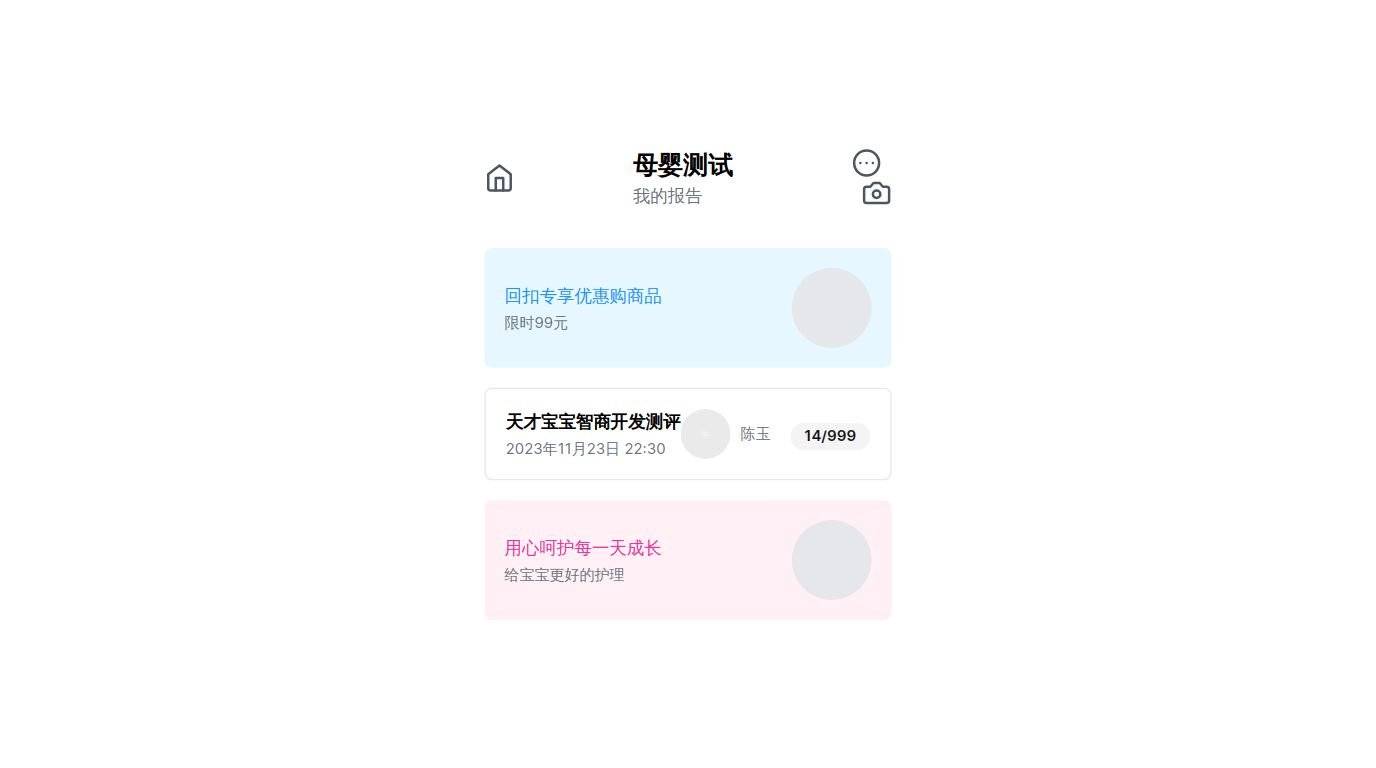 母婴测试
我的报告
回扣专享优惠购商品
限时99元
天才宝宝智商开发测评
2023年11月23日 22:30
陈玉
14/999
用心呵护每一天成长
给宝宝更好的护理